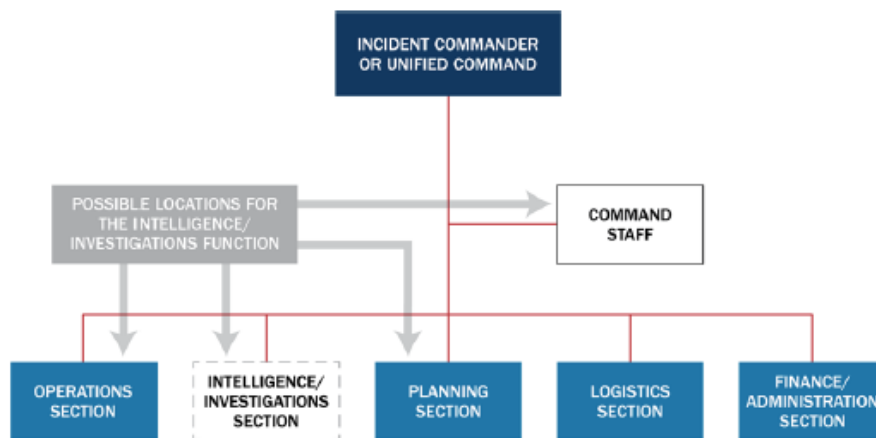 INCIDENT COMMANDER
OR UNIFIED COMMAND
POSSIBLE LOCATIONS FOR
THE INTELLIGENCE/
INVESTIGATIONS FUNCTION
COMMAND
STAFF
OPERATIONS
SECTION
INTELLIGENCE/
INVESTIGATIONS
SECTION
PLANNING
SECTION
LOGISTICS
SECTION
FINANCE/
ADMINISTRATION
SECTION